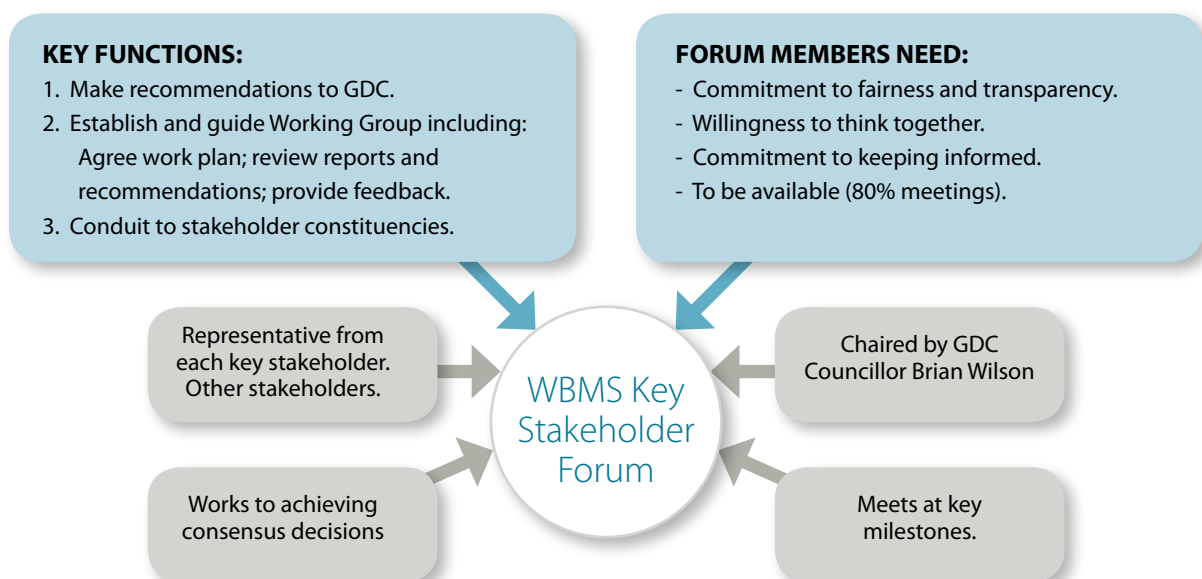 KEY FUNCTIONS:
1. Make recommendations to GDC.
2. Establish and guide Working Group including:
Agree work plan; review reports and
recommendations; provide feedback.
3. Conduit to stakeholder constituencies.
FORUM MEMBERS NEED:
- Commitment to fairness and transparency.
- Willingness to think together.
- Commitment to keeping informed.
- To be available (80% meetings).
Representative from
each key stakeholder.
Other stakeholders.
WBMS Key
Stakeholder
Forum
Chaired by GDC
Councillor Brian Wilson
Works to achieving
consensus decisions
Meets at key
milestones.